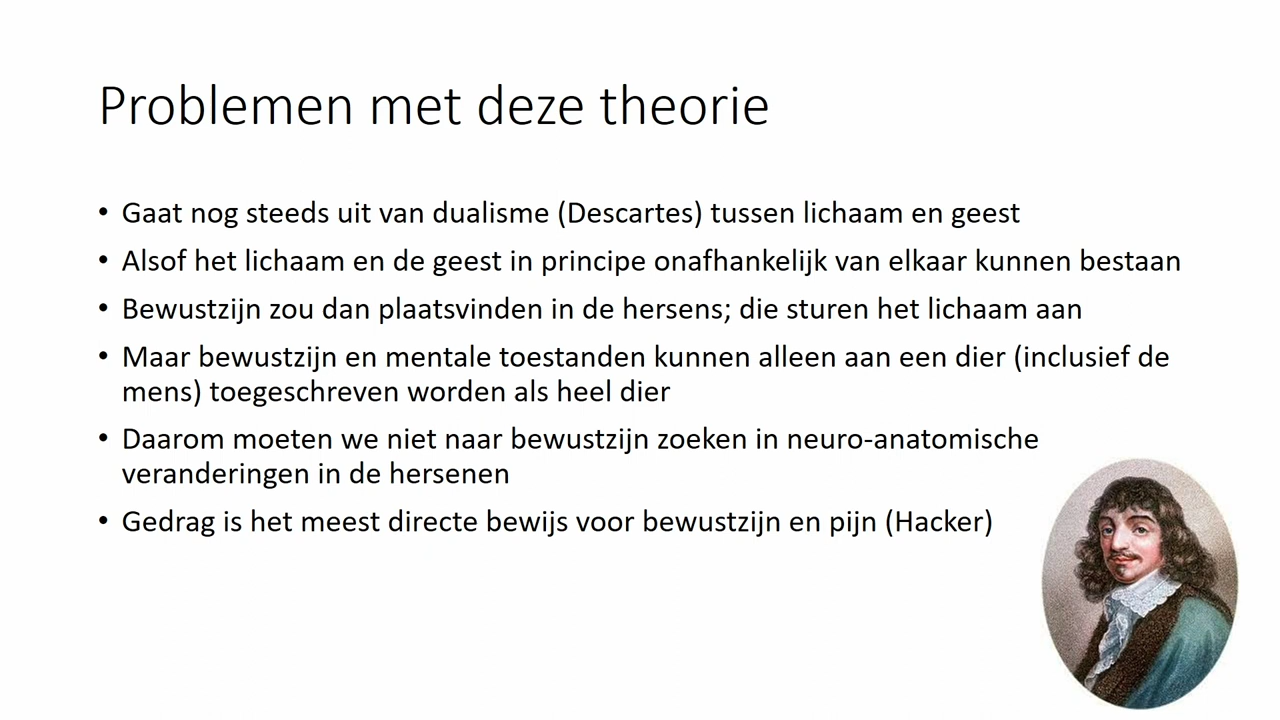 Problemen met deze theorie
• Gaat nog steeds uit van dualisme (Descartes) tussen lichaam en geest
• Alsof het lichaam en de geest in principe onafhankelijk van elkaar kunnen bestaan
• Bewustzijn zou dan plaatsvinden in de hersens; die sturen het lichaam aan
• Maar bewustzijn en mentale toestanden kunnen alleen aan een dier (inclusief de
mens) toegeschreven worden als heel dier
• Daarom moeten we niet naar bewustzijn zoeken in neuro-anatomische
veranderingen in de hersenen
• Gedrag is het meest directe bewijs voor bewustzijn en pijn (Hacker)